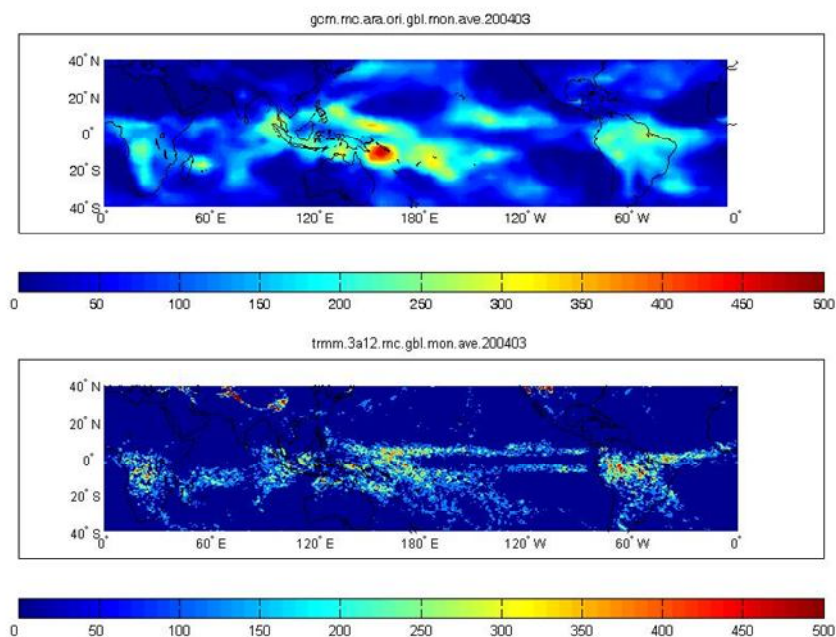 gcm.rnc.ara.ori.gbl.mon.ave.200403
40° N
20° N
0°
20° S
40° S
0° 60° E 120° E 180° E 120° W 60° W 0°
0 50 100 150 200 250 300 350 400 450 500
trmm.3a12.rnc.gbl.mon.ave.200403
40° N
20° N
0°
20° S
40° S
0° 60° E 120° E 180° E 120° W 60° W 0°
0 50 100 150 200 250 300 350 400 450 500